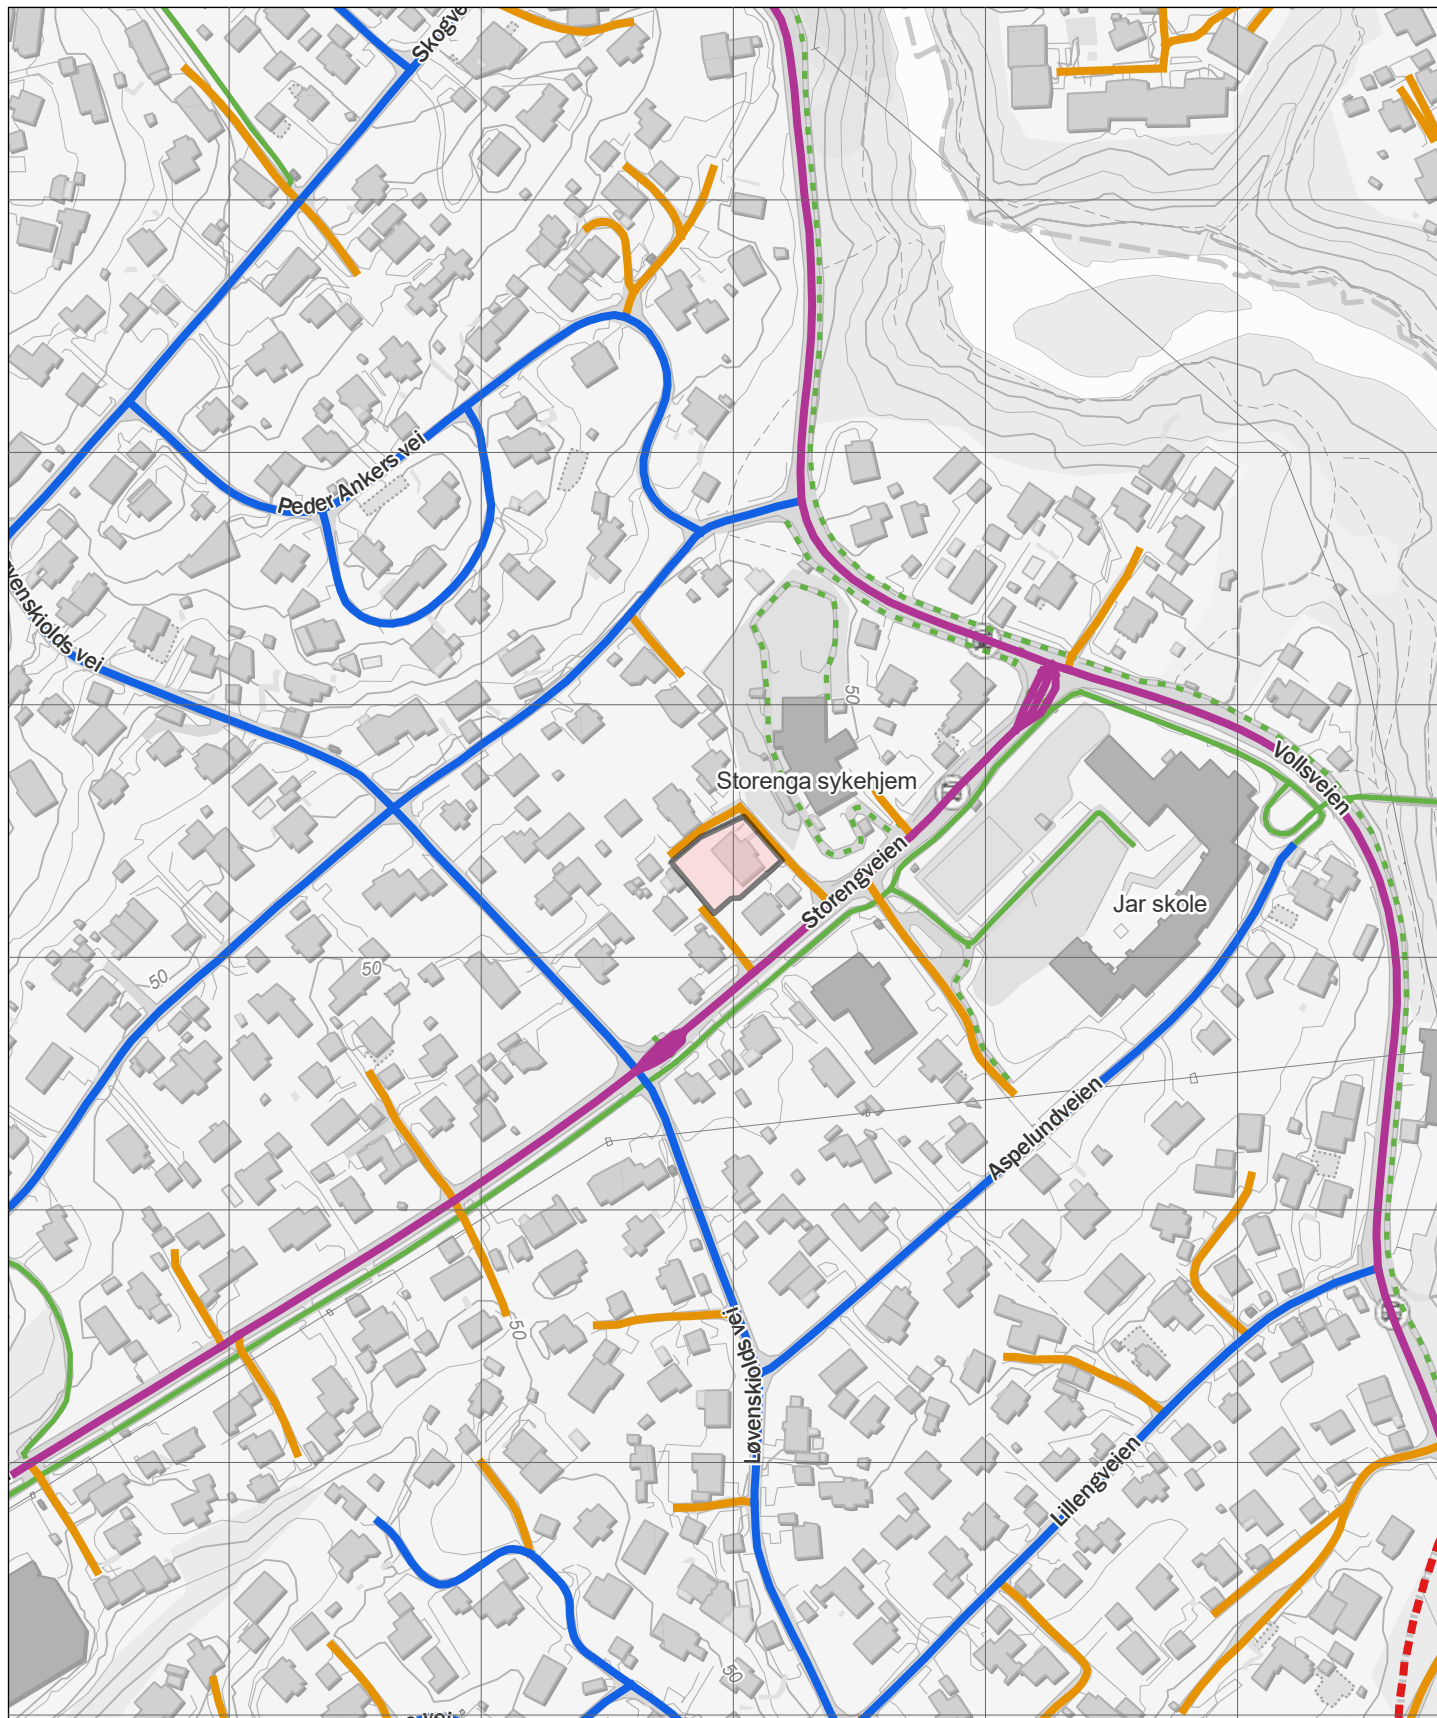 Skogve
Peder Ankers vei
venskiolds vei
50
Storenga sykehjem
Vollsveien
Storengveien
Jar skole
50
50
Aspelundveien
50
Løvenskiolds vei
Lillengveien
50